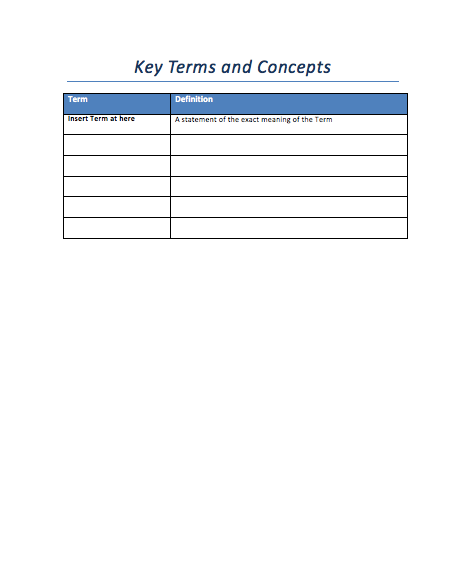 Key Terms and Concepts
Term Definition
Insert Term at here A statement of the exact meaning of the Term